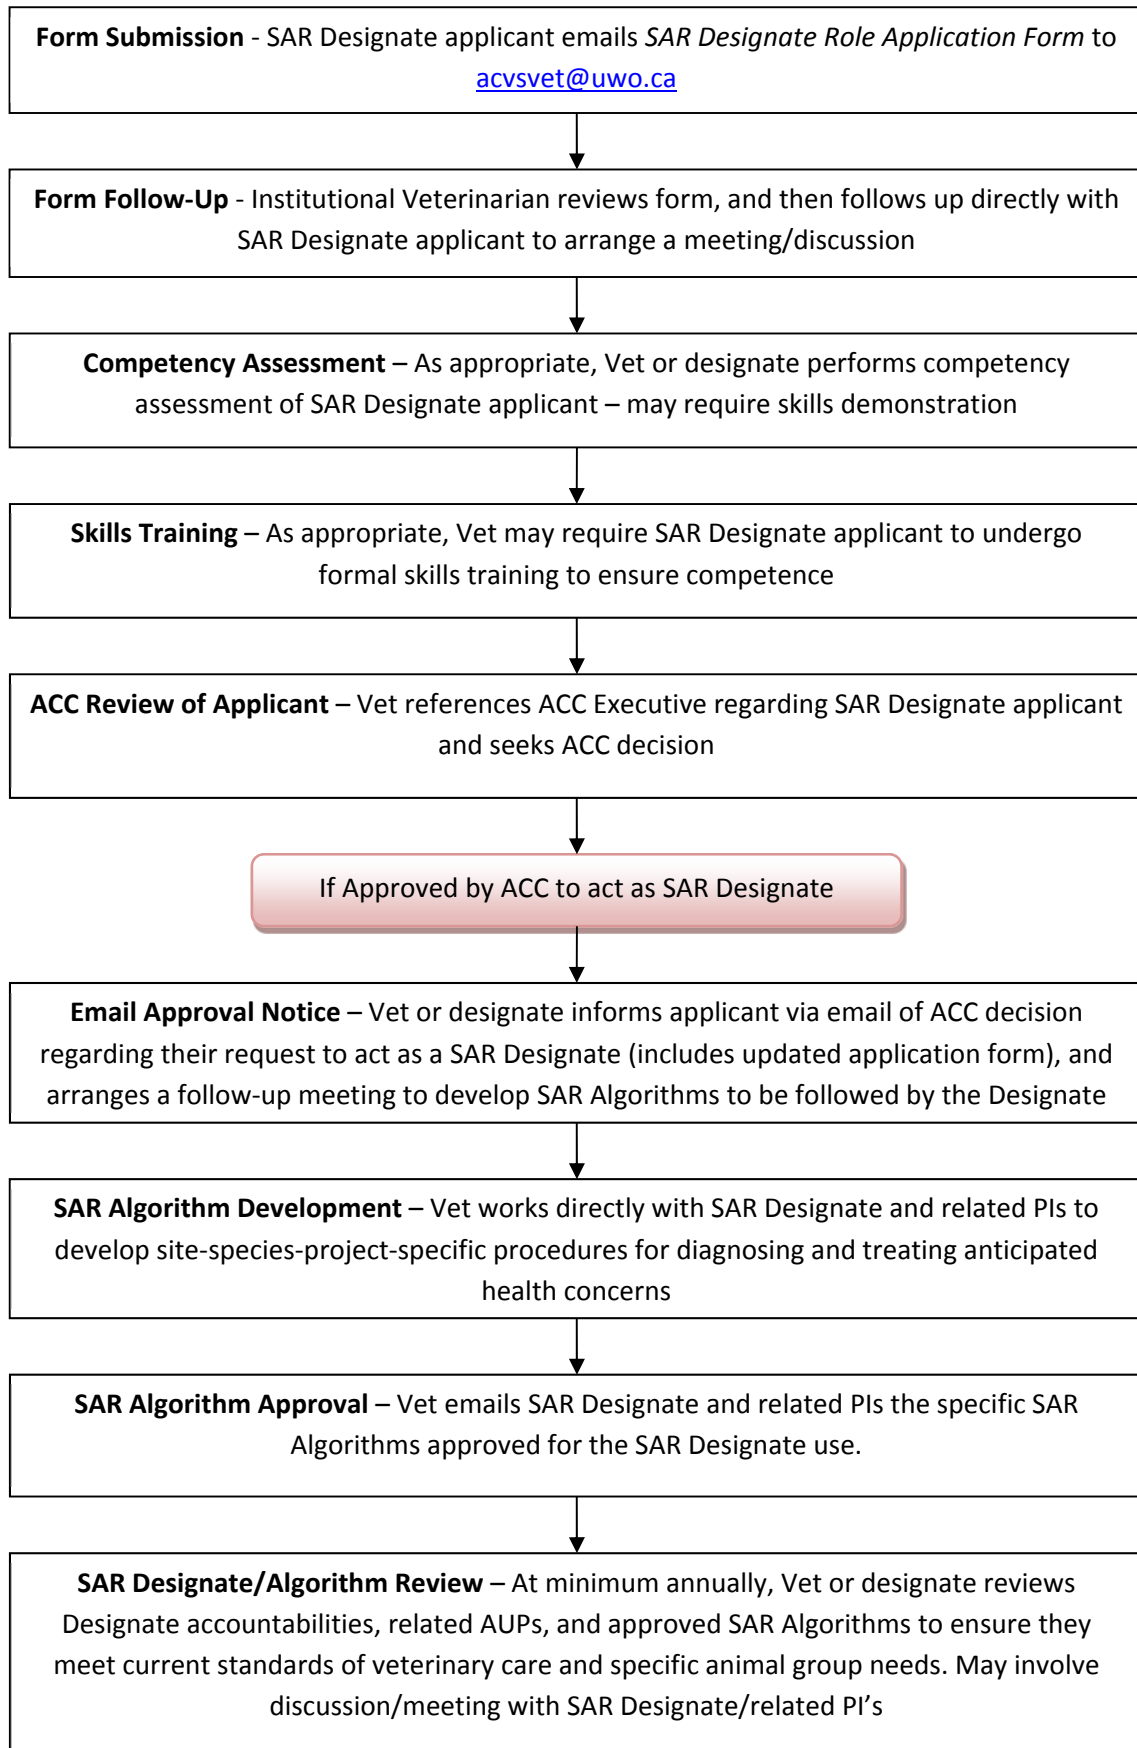 Form Submission - SAR Designate applicant emails SAR Designate Role Application Form to
acvsvet@uwo.ca
Form Follow-Up - Institutional Veterinarian reviews form, and then follows up directly with
SAR Designate applicant to arrange a meeting/discussion
Competency Assessment – As appropriate, Vet or designate performs competency
assessment of SAR Designate applicant – may require skills demonstration
Skills Training – As appropriate, Vet may require SAR Designate applicant to undergo
formal skills training to ensure competence
ACC Review of Applicant – Vet references ACC Executive regarding SAR Designate applicant
and seeks ACC decision
If Approved by ACC to act as SAR Designate
Email Approval Notice – Vet or designate informs applicant via email of ACC decision
regarding their request to act as a SAR Designate (includes updated application form), and
arranges a follow-up meeting to develop SAR Algorithms to be followed by the Designate
SAR Algorithm Development – Vet works directly with SAR Designate and related PIs to
develop site-species-project-specific procedures for diagnosing and treating anticipated
health concerns
SAR Algorithm Approval – Vet emails SAR Designate and related PIs the specific SAR
Algorithms approved for the SAR Designate use.
SAR Designate/Algorithm Review – At minimum annually, Vet or designate reviews
Designate accountabilities, related AUPs, and approved SAR Algorithms to ensure they
meet current standards of veterinary care and specific animal group needs. May involve
discussion/meeting with SAR Designate/related PI’s